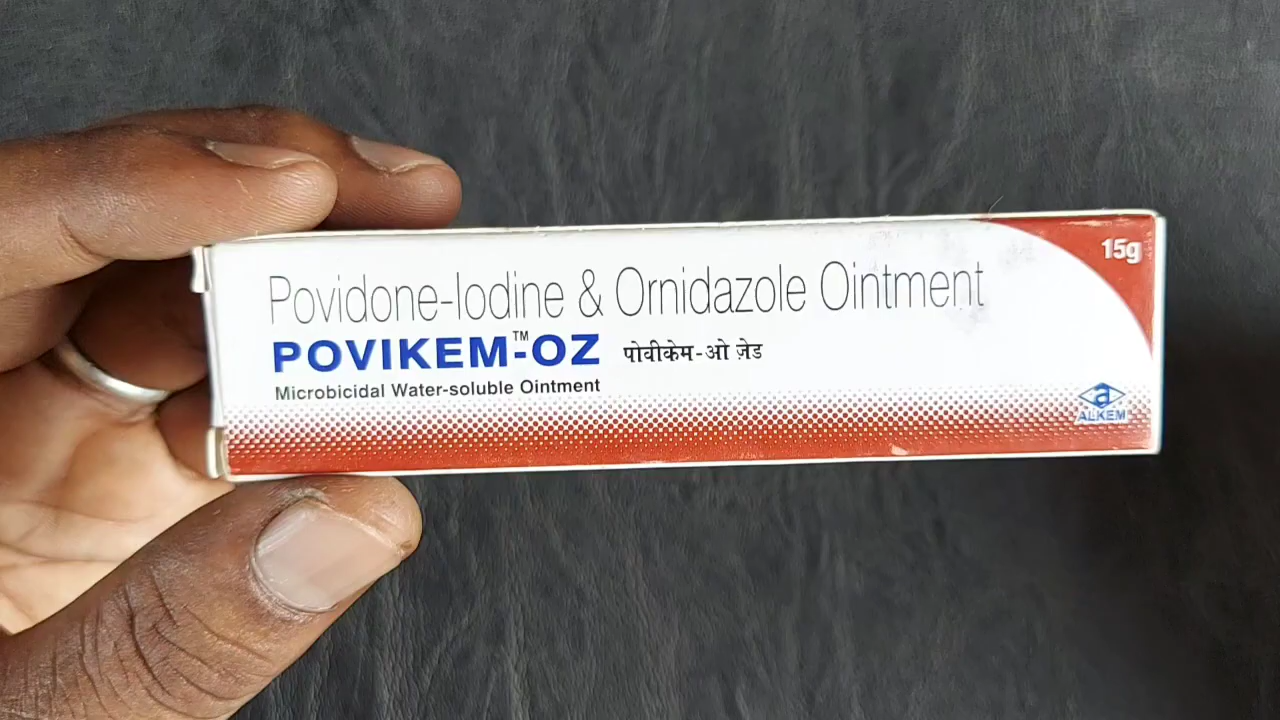 15g
Povidone-Iodine & Ornidazole Ointment
POVIKEM™-OZ पोवीकेम-ओ ज़ेड
Microbicidal Water-soluble Ointment
a
ALKEM